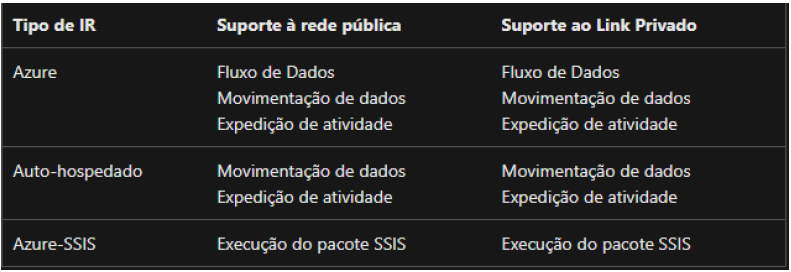 Tipo de IR Suporte à rede pública Suporte ao Link Privado
Azure Fluxo de Dados Fluxo de Dados
Movimentação de dados Movimentação de dados
Expedição de atividade Expedição de atividade
Auto-hospedado Movimentação de dados Movimentação de dados
Expedição de atividade Expedição de atividade
Azure-SSIS Execução do pacote SSIS Execução do pacote SSIS